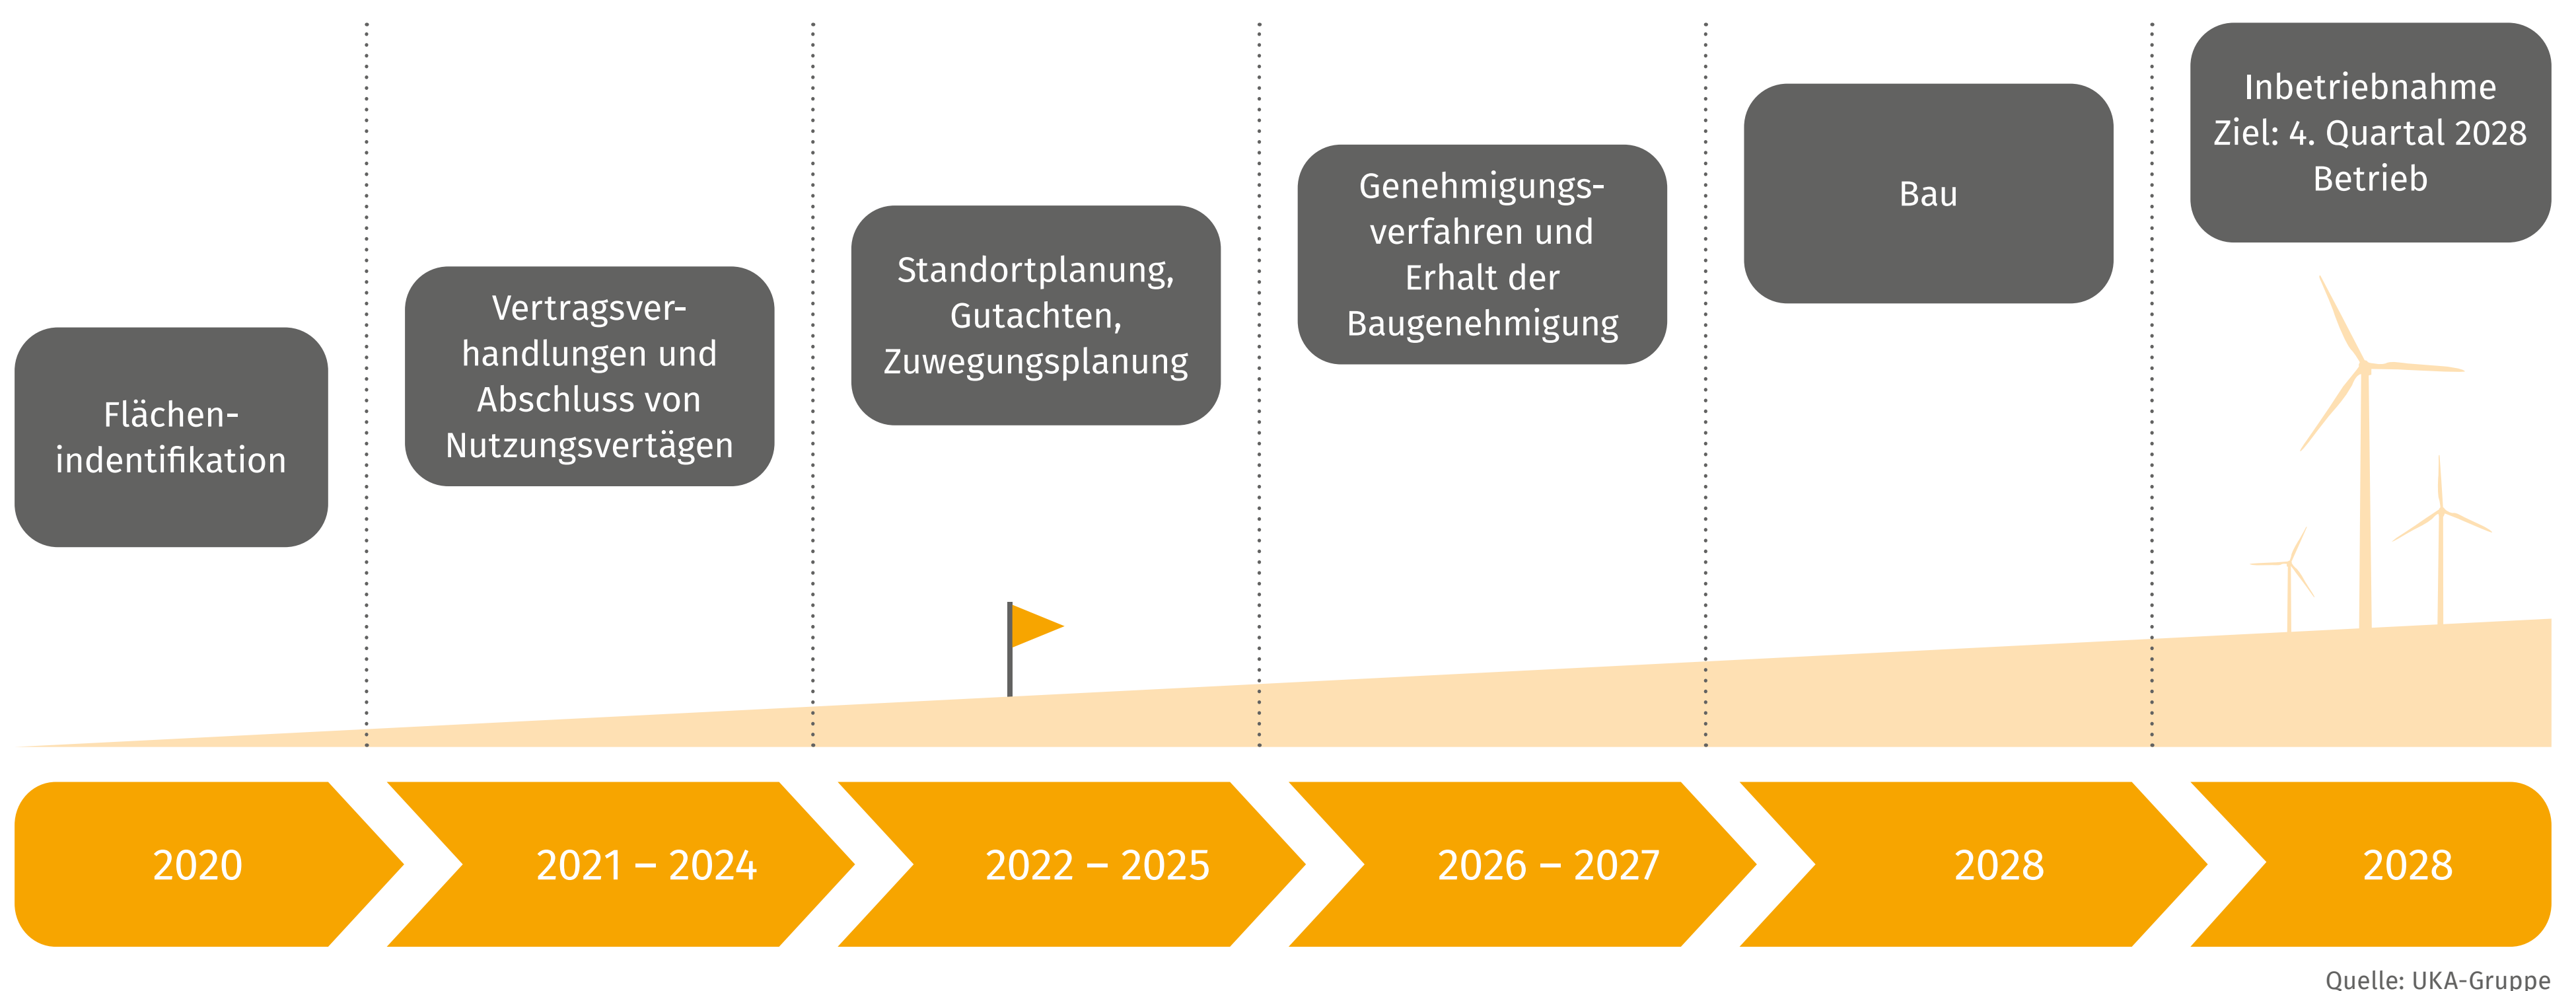 Flächen-
indentifikation
Vertragsver-
handlungen und
Abschluss von
Nutzungsvertägen
Standortplanung,
Gutachten,
Zuwegungsplanung
Genehmigungs-
verfahren und
Erhalt der
Baugenehmigung
Bau
Inbetriebnahme
Ziel: 4. Quartal 2028
Betrieb
2020
2021 – 2024
2022 – 2025
2026 – 2027
2028
2028
Quelle: UKA-Gruppe